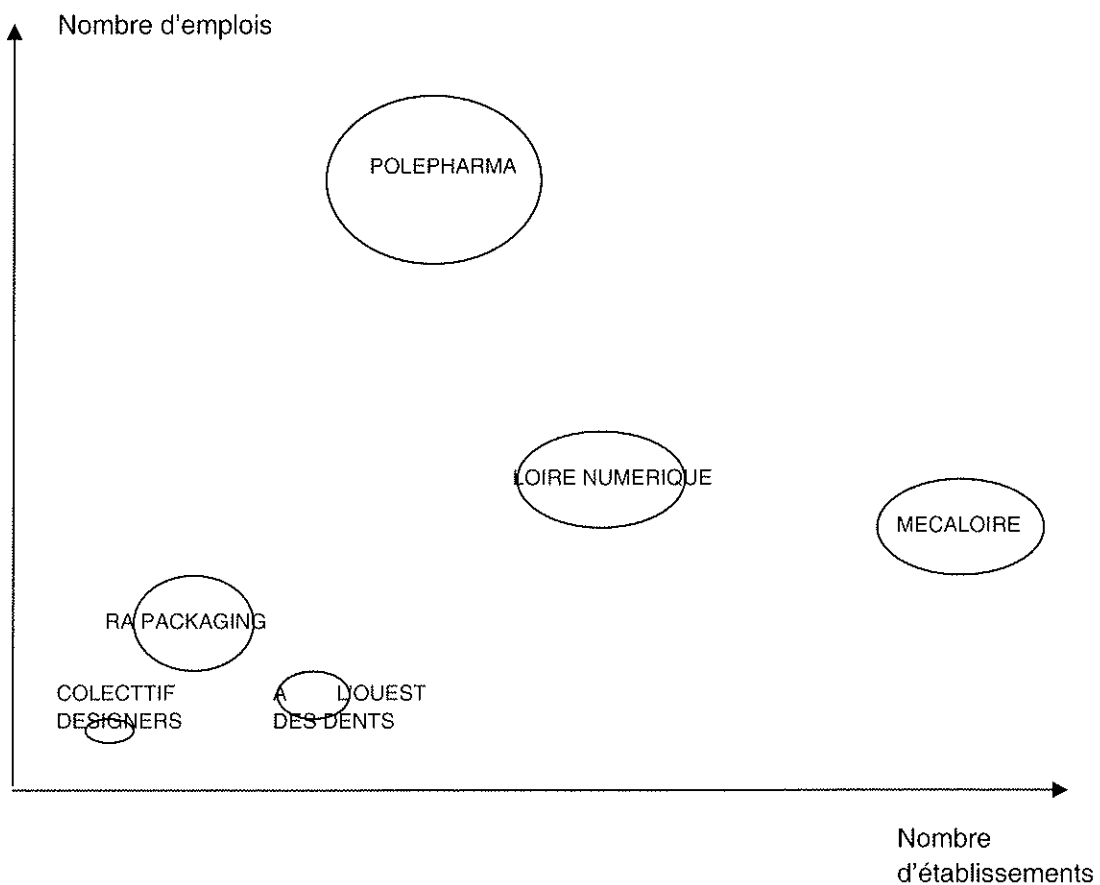 Nombre d'emplois
POLEPHARMA
LOIRE NUMERIQUE
MECALOIRE
RA PACKAGING
COLECTTIF
DESIGNERS
A L'OUEST
DES DENTS
Nombre
d'établissements